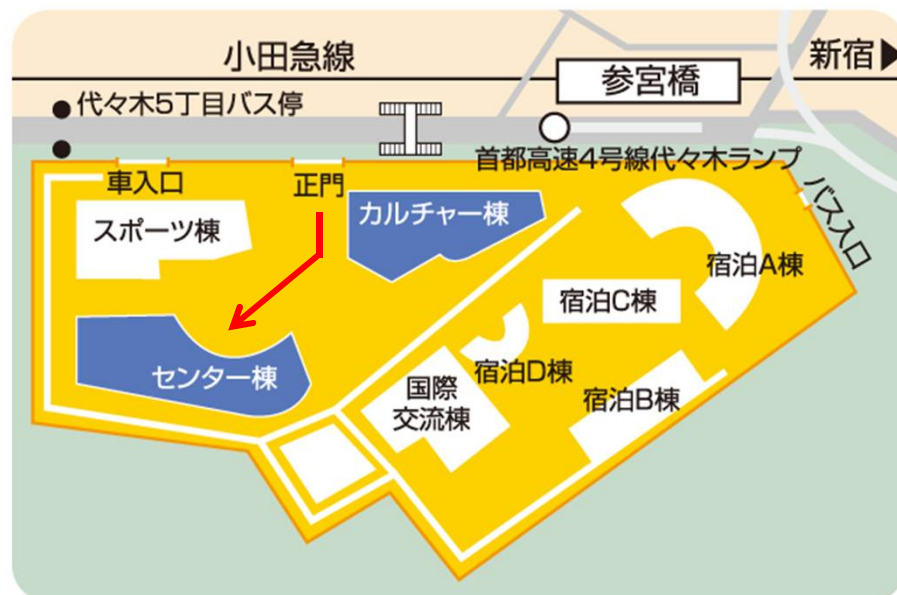 小田急線
新宿▶
参宮橋
代々木5丁目バス停
首都高速4号線代々木ランプ
車入口
正門
バス入口
スポーツ棟
カルチャー棟
宿泊A棟
宿泊C棟
宿泊D棟
センター棟
国際
交流棟
宿泊B棟